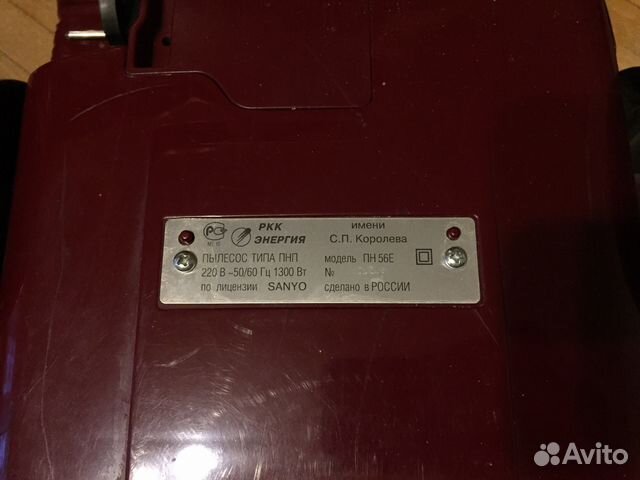 РКК ЭНЕРГИЯ имени С.П. Королева
ПЫЛЕСОС ТИПА ПНП модель ПН 56Е
220 В ~50/60 Гц 1300 Вт №
по лицензии SANYO сделано в РОССИИ
Avito